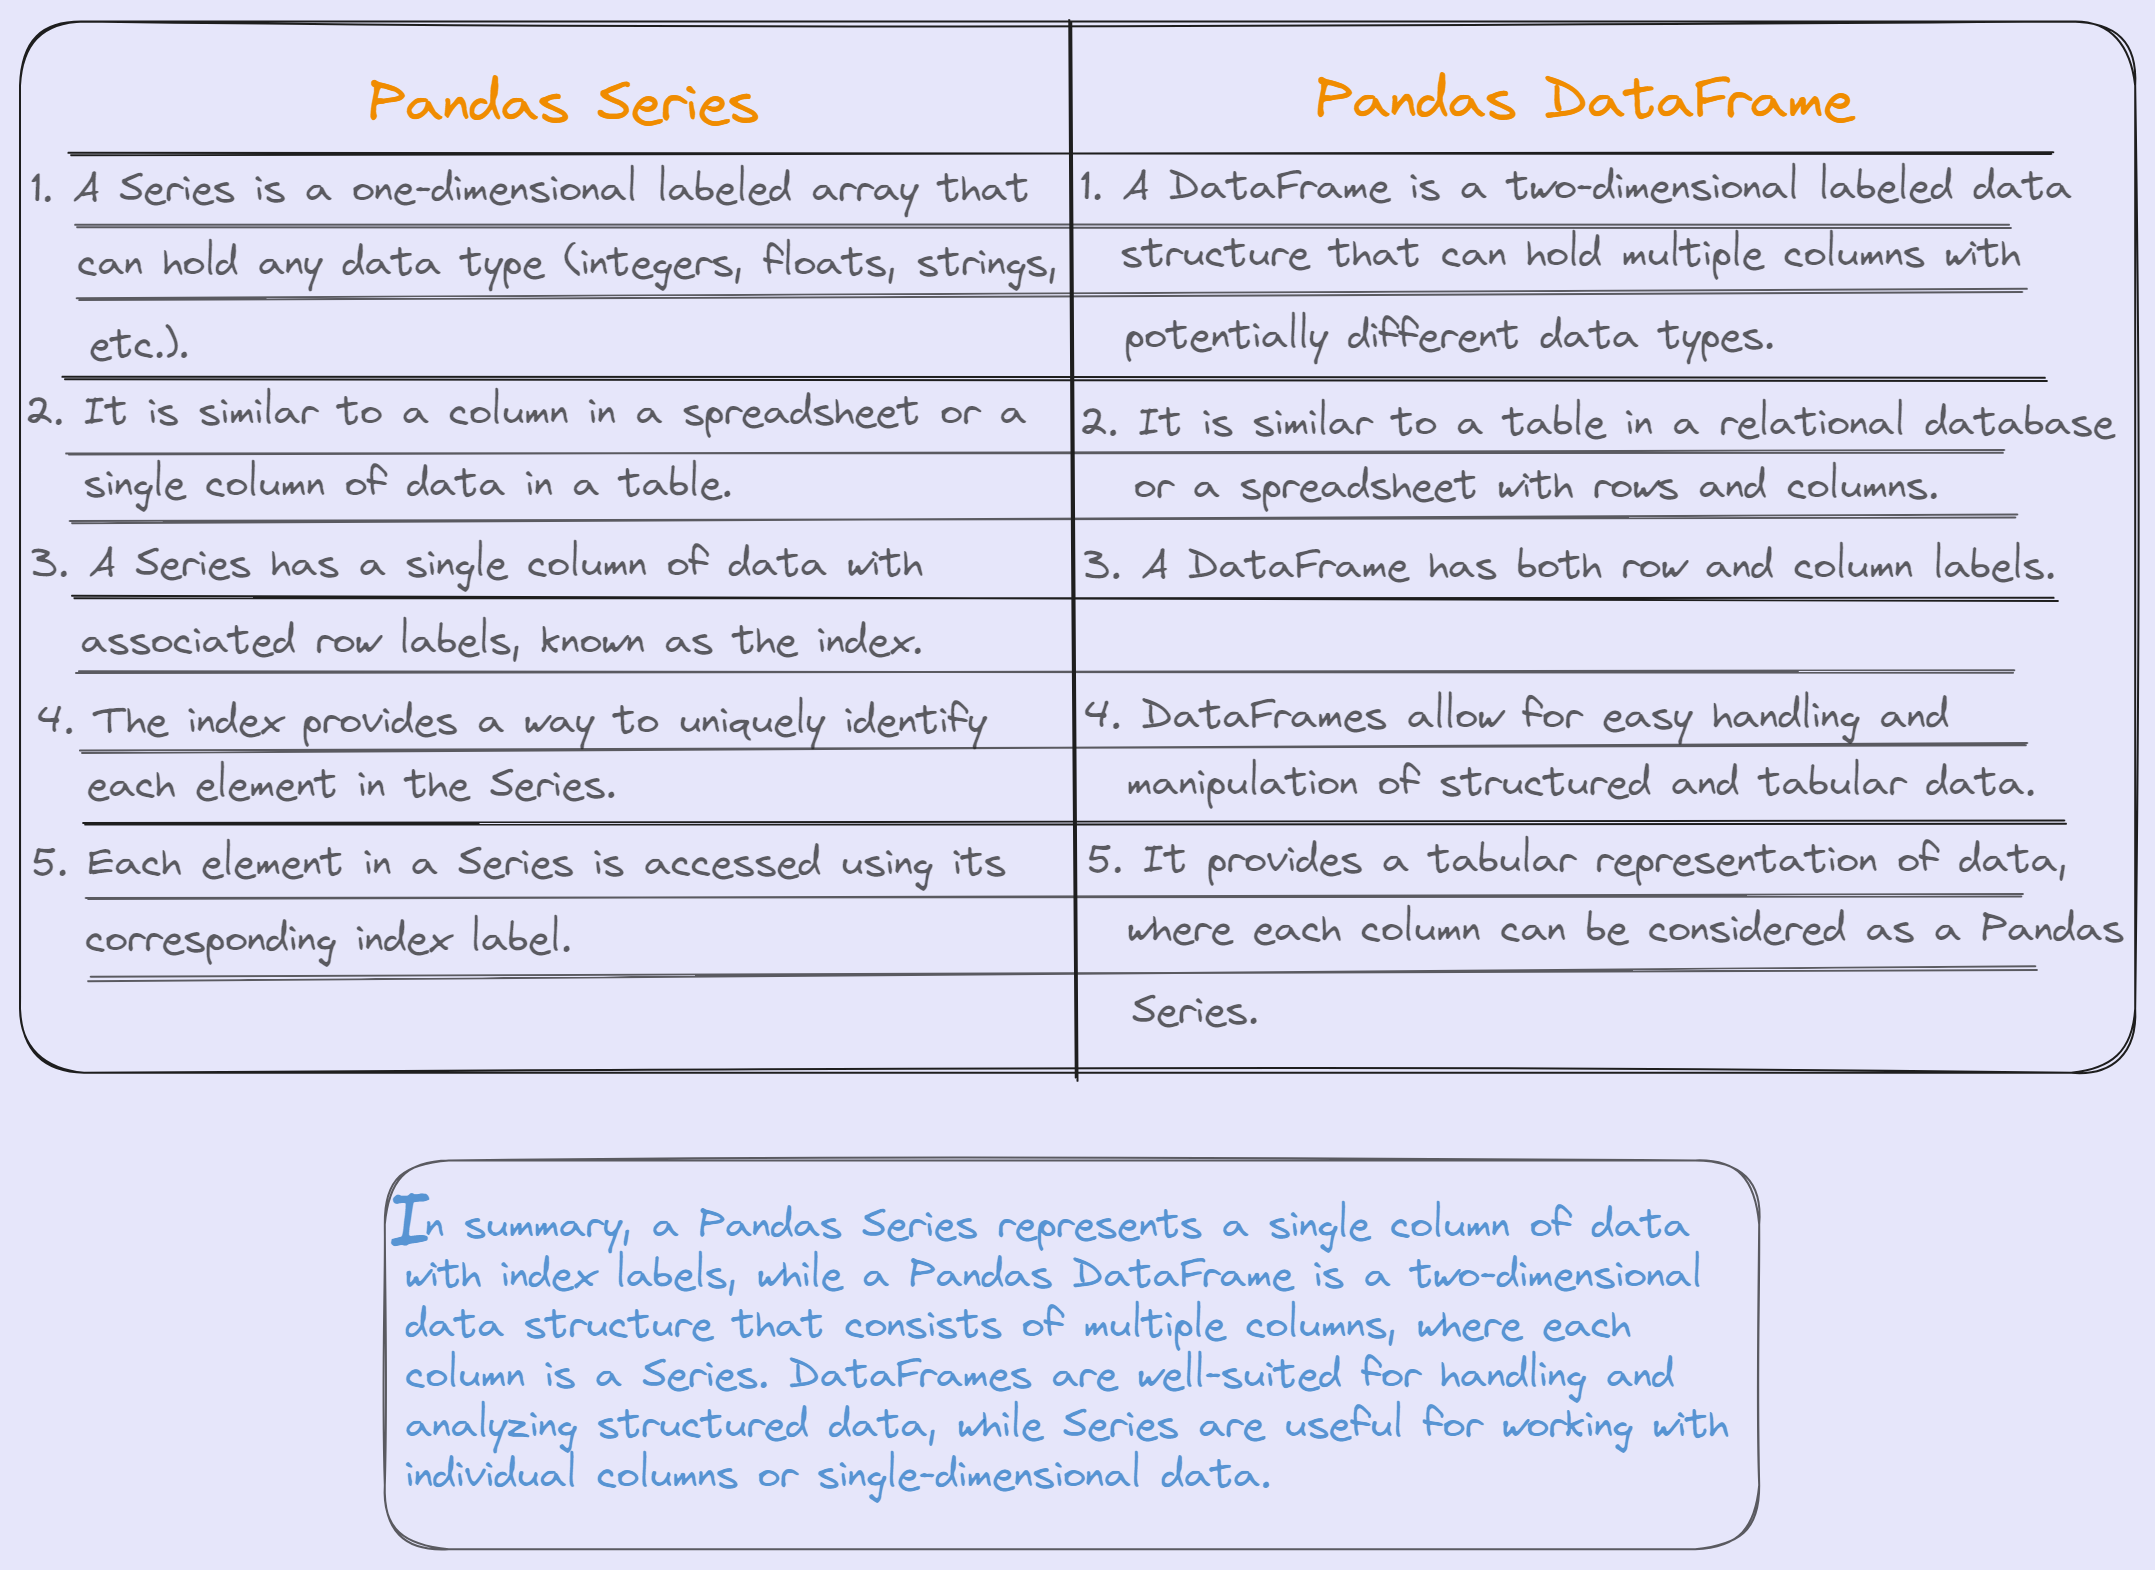 Pandas Series
1. A Series is a one-dimensional labeled array that
can hold any data type (integers, floats, strings,
etc.).
2. It is similar to a column in a spreadsheet or a
single column of data in a table.
3. A Series has a single column of data with
associated row labels, known as the index.
4. The index provides a way to uniquely identify
each element in the Series.
5. Each element in a Series is accessed using its
corresponding index label.
Pandas DataFrame
1. A DataFrame is a two-dimensional labeled data
structure that can hold multiple columns with
potentially different data types.
2. It is similar to a table in a relational database
or a spreadsheet with rows and columns.
3. A DataFrame has both row and column labels.
4. DataFrames allow for easy handling and
manipulation of structured and tabular data.
5. It provides a tabular representation of data,
where each column can be considered as a Pandas
Series.
In summary, a Pandas Series represents a single column of data
with index labels, while a Pandas DataFrame is a two-dimensional
data structure that consists of multiple columns, where each
column is a Series. DataFrames are well-suited for handling and
analyzing structured data, while Series are useful for working with
individual columns or single-dimensional data.